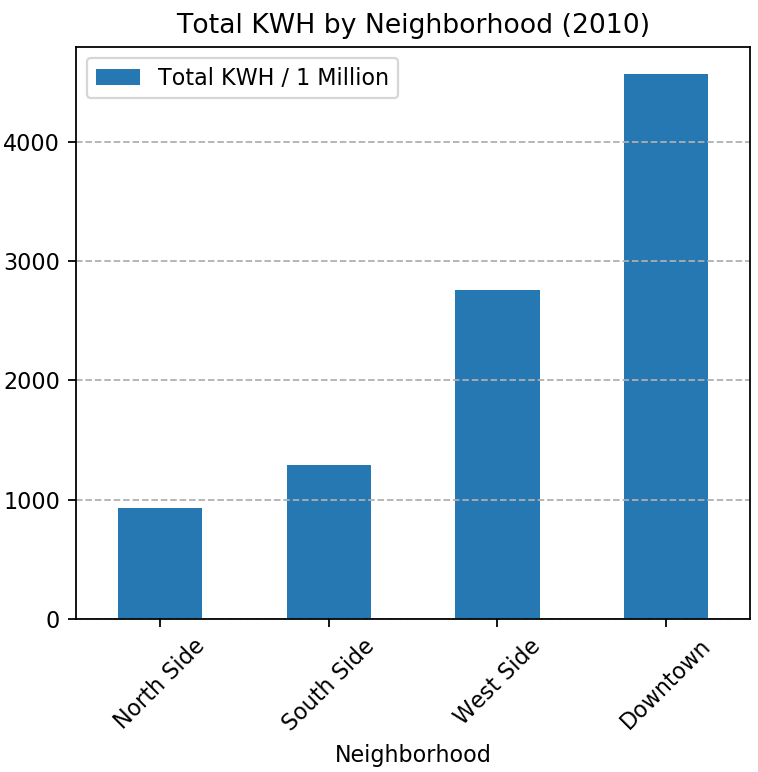 Total KWH by Neighborhood (2010)
Total KWH / 1 Million
4000
3000
2000
1000
0
North Side
South Side
West Side
Downtown
Neighborhood